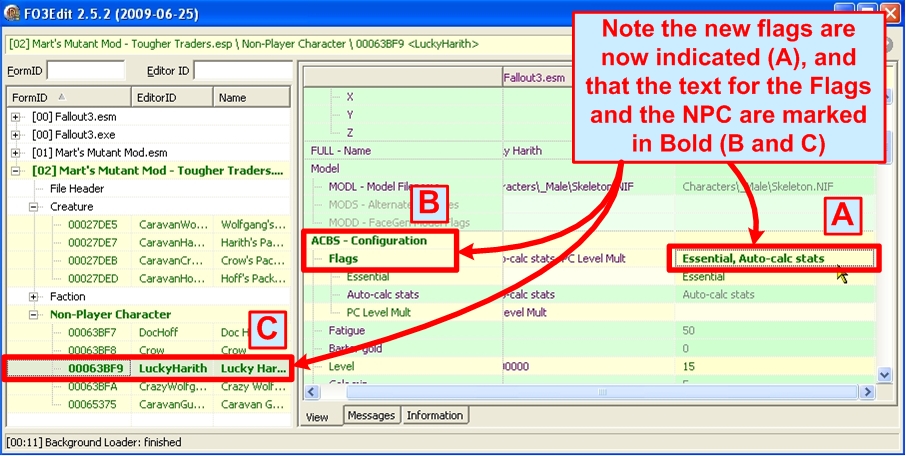 FO3Edit 2.5.2 (2009-06-25)
[02] Mart's Mutant Mod - Tougher Traders.esp \ Non-Player Character \ 00063BF9 <LuckyHarith>
Note the new flags are
now indicated (A), and
that the text for the Flags
and the NPC are marked
in Bold (B and C)
FormID Editor ID
FormID EditorID Name
[00] Fallout3.esm
[00] Fallout3.exe
[01] Mart's Mutant Mod.esm
[02] Mart's Mutant Mod - Tougher Traders....
File Header
Creature
00027DE5 CaravanWo... Wolfgang's...
00027DE7 CaravanHa... Harith's Pa...
00027DEB CaravanCr... Crow's Pac...
00027DED CaravanHo... Hoff's Pack...
Faction
Non-Player Character
00063BF7 DocHoff Doc H
00063BF8 Crow Crow
00063BF9 LuckyHarith Lucky Har...
00063BFA CrazyWolfg... Crazy Wolf...
00065375 CaravanGu... Caravan G...
C
Fallout3.esm
X
Y
Z
FULL - Name y Harith
Model
MODL - Model racters\_Male\Skeleton.NIF Characters\_Male\Skeleton.NIF
MODS - Alternate
MODD - FaceGen Model Flags
B
A
ACBS - Configuration
Flags o-calc stats, PC Level Mult Essential, Auto-calc stats
Essential Essential
Auto-calc stats o-calc stats Auto-calc stats
PC Level Mult evel Mult
Fatigue 50
Barter gold 0
Level 00000 15
Calc min 5
View Messages Information
[00:11] Background Loader: finished